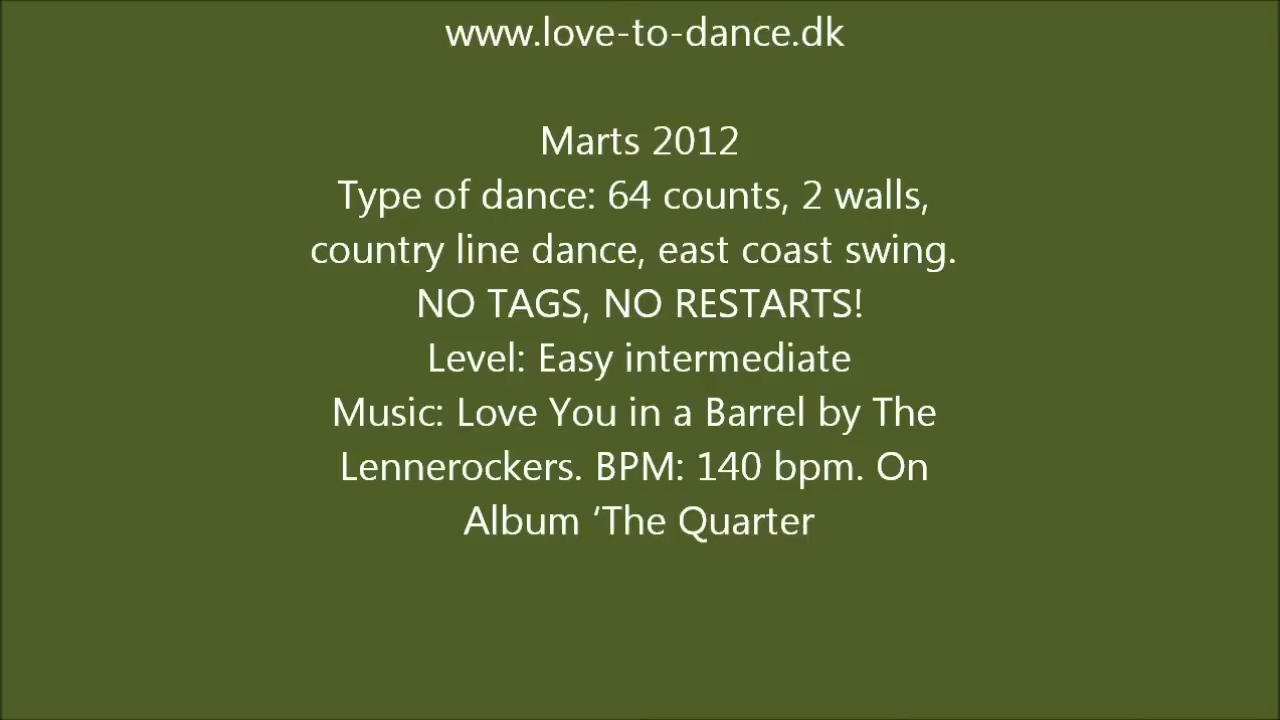 www.love-to-dance.dk
Marts 2012
Type of dance: 64 counts, 2 walls,
country line dance, east coast swing.
NO TAGS, NO RESTARTS!
Level: Easy intermediate
Music: Love You in a Barrel by The
Lennerockers. BPM: 140 bpm. On
Album ‘The Quarter